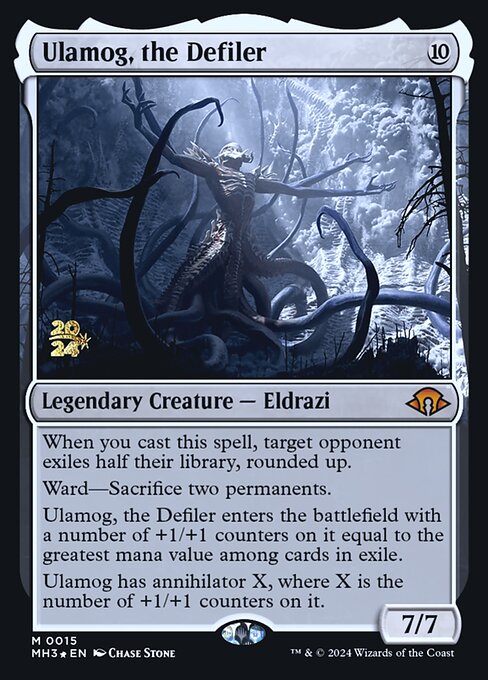 Ulamog, the Defiler 10
2024
Legendary Creature — Eldrazi
When you cast this spell, target opponent
exiles half their library, rounded up.
Ward—Sacrifice two permanents.
Ulamog, the Defiler enters the battlefield with
a number of +1/+1 counters on it equal to the
greatest mana value among cards in exile.
Ulamog has annihilator X, where X is the
number of +1/+1 counters on it.
7/7
M 0015
MH3★EN Chase Stone ™ & © 2024 Wizards of the Coast